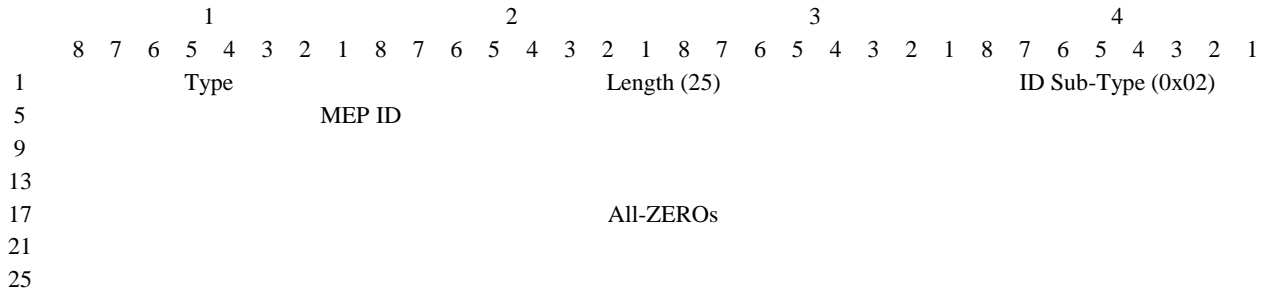 1 2 3 4
8 7 6 5 4 3 2 1 8 7 6 5 4 3 2 1 8 7 6 5 4 3 2 1 8 7 6 5 4 3 2 1
1 Type Length (25) ID Sub-Type (0x02)
5 MEP ID
9
13
17 All-ZEROs
21
25